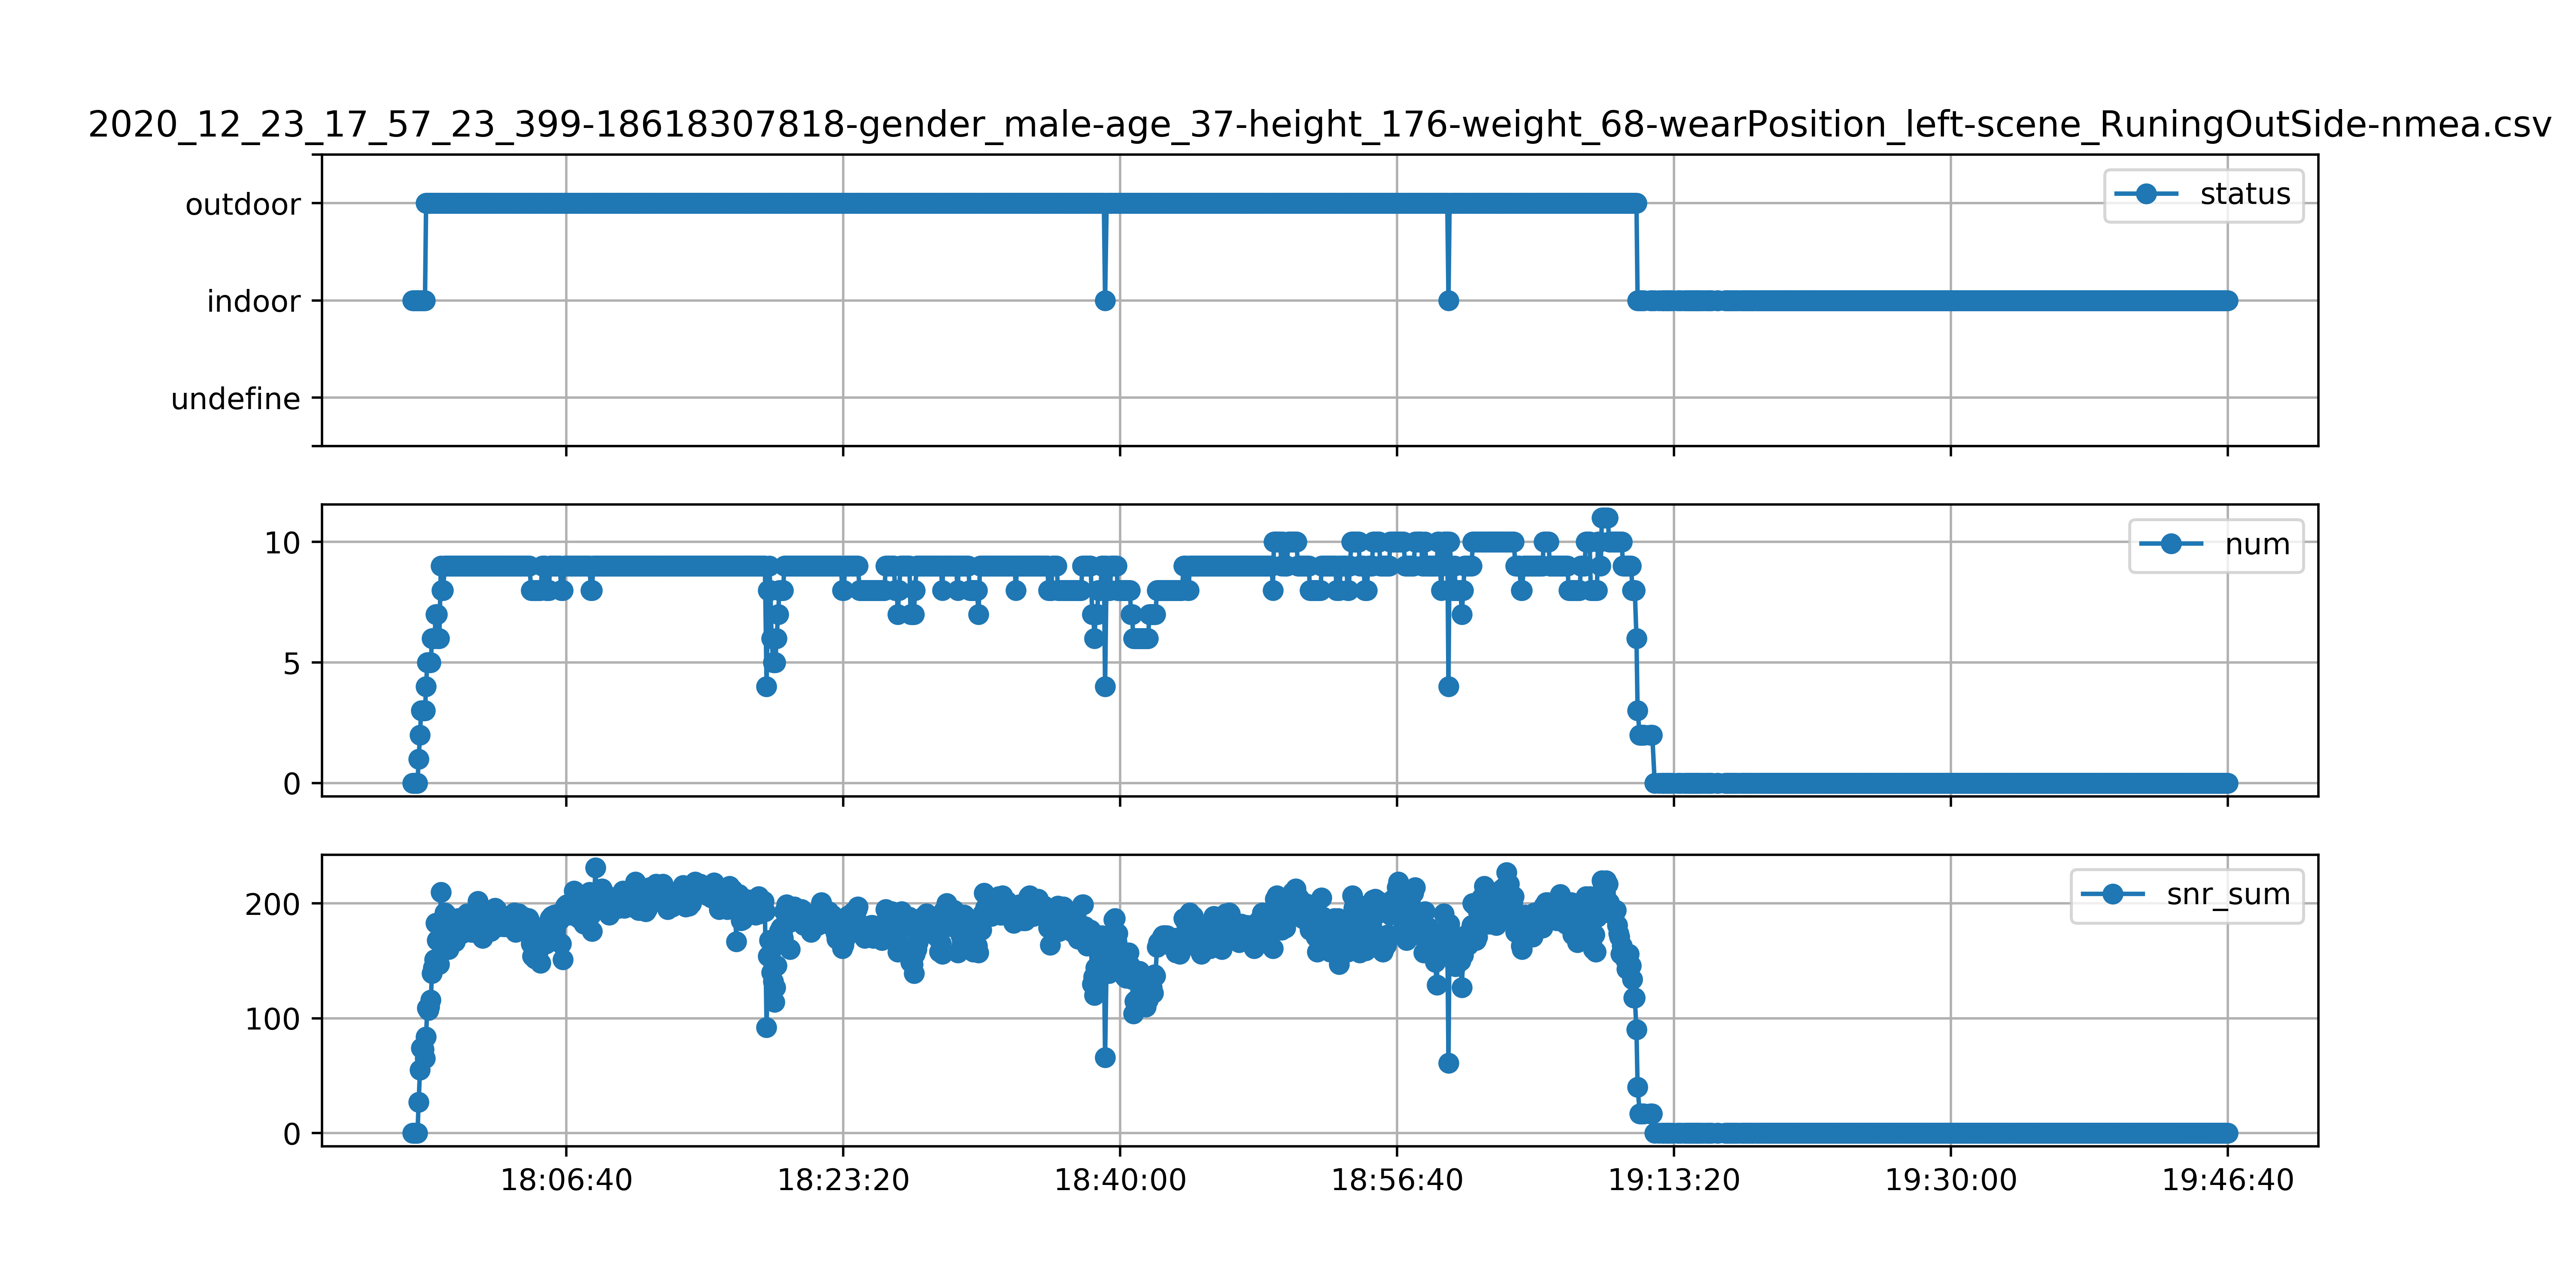 2020_12_23_17_57_23_399-18618307818-gender_male-age_37-height_176-weight_68-wearPosition_left-scene_RuningOutSide-nmea.csv
outdoor
indoor
undefine
status
10
5
0
num
200
100
0
snr_sum
18:06:40 18:23:20 18:40:00 18:56:40 19:13:20 19:30:00 19:46:40